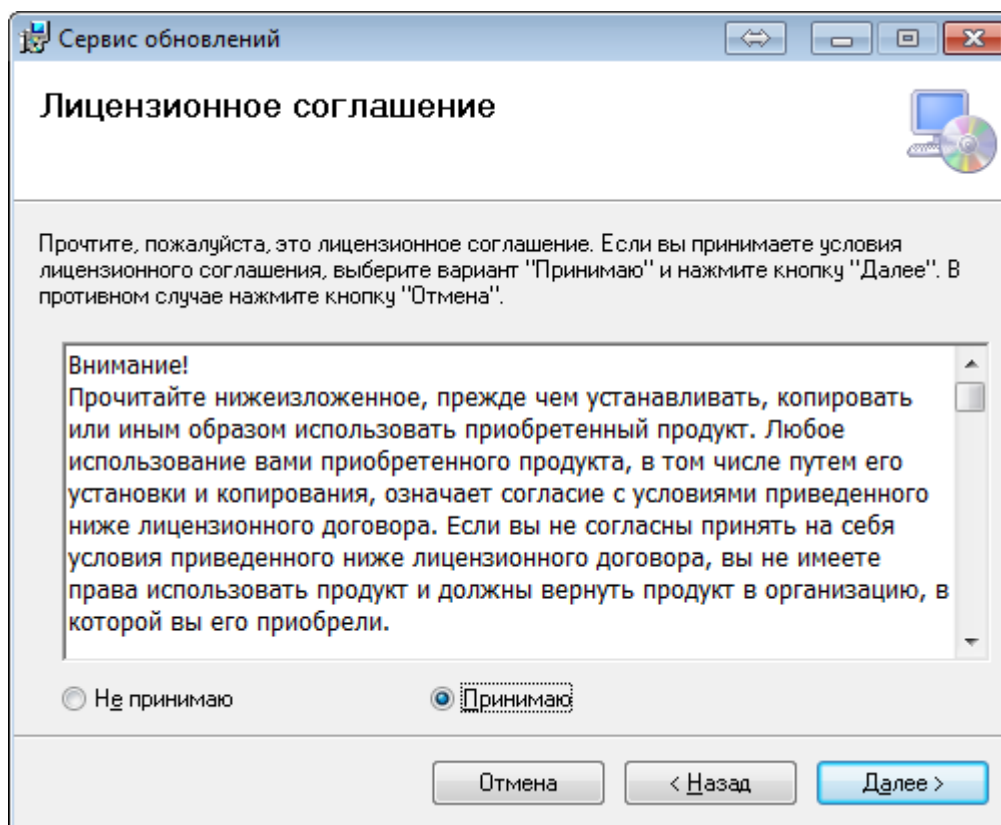 Сервис обновлений
Лицензионное соглашение
Прочтите, пожалуйста, это лицензионное соглашение. Если вы принимаете условия
лицензионного соглашения, выберите вариант "Принимаю" и нажмите кнопку "Далее". В
противном случае нажмите кнопку "Отмена".
Внимание!
Прочитайте нижеизложенное, прежде чем устанавливать, копировать
или иным образом использовать приобретенный продукт. Любое
использование вами приобретенного продукта, в том числе путем его
установки и копирования, означает согласие с условиями приведенного
ниже лицензионного договора. Если вы не согласны принять на себя
условия приведенного ниже лицензионного договора, вы не имеете
права использовать продукт и должны вернуть продукт в организацию, в
которой вы его приобрели.
Не принимаю
Принимаю
Отмена
< Назад
Далее >